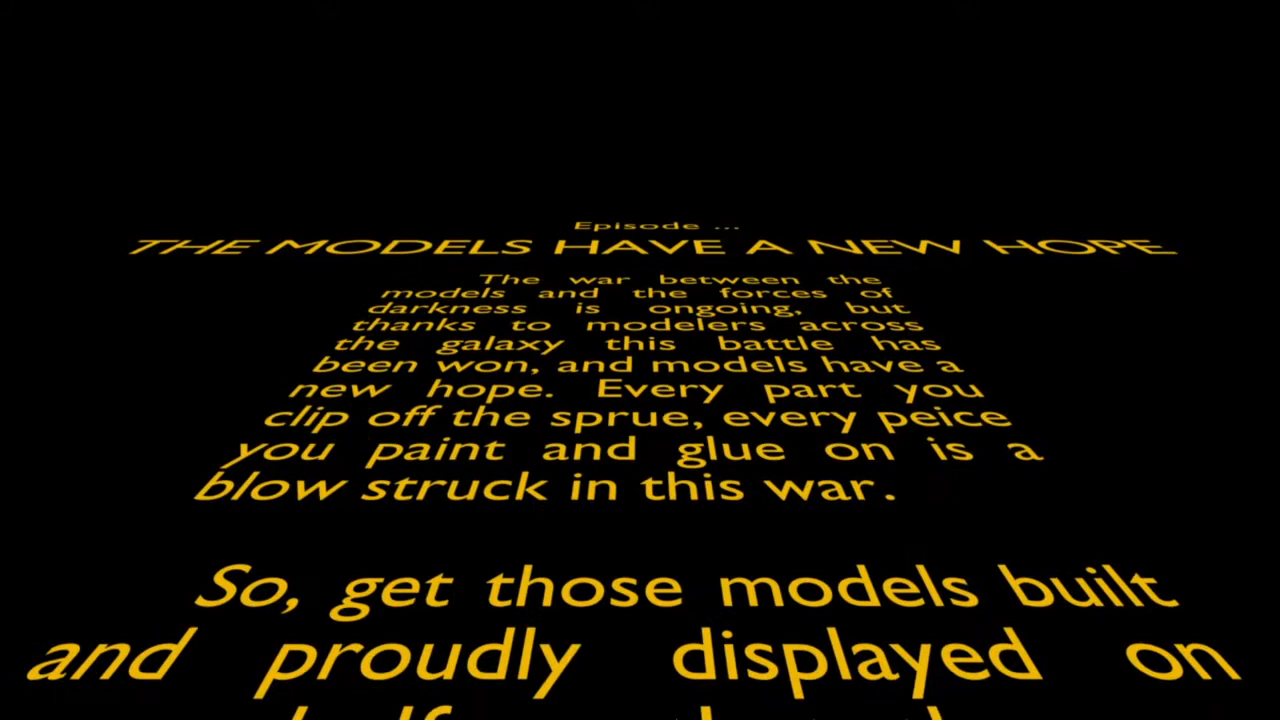 Episode ...
THE MODELS HAVE A NEW HOPE
The war between the
models and the forces of
darkness is ongoing, but
thanks to modelers across
the galaxy this battle has
been won, and models have a
new hope. Every part you
clip off the sprue, every peice
you paint and glue on is a
blow struck in this war.
So, get those models built
and proudly displayed on